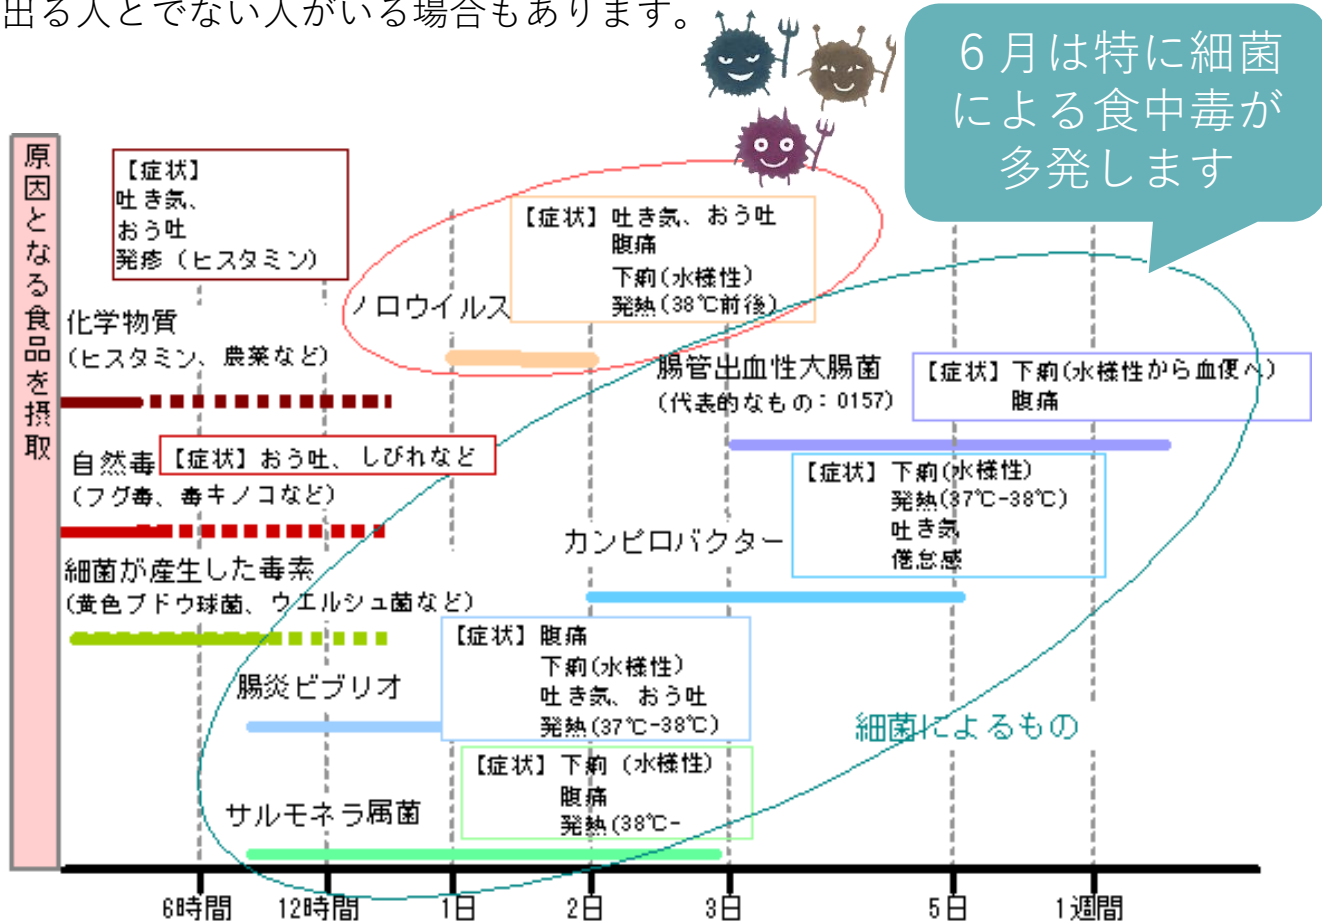 出る人とでない人がいる場合もあります。
６月は特に細菌
による食中毒が
多発します
原因となる食品を摂取
【症状】
吐き気、
おう吐
発疹（ヒスタミン）
化学物質
(ヒスタミン、農薬など)
ノロウイルス
【症状】吐き気、おう吐
腹痛
下痢(水様性)
発熱(38℃前後)
腸管出血性大腸菌
(代表的なもの：0157)
【症状】下痢(水様性から血便へ)
腹痛
自然毒
(フグ毒、毒キノコなど)
【症状】おう吐、しびれなど
カンピロバクター
【症状】下痢(水様性)
発熱(37℃-38℃)
吐き気
倦怠感
細菌が産生した毒素
(黄色ブドウ球菌、ウエルシュ菌など)
腸炎ビブリオ
【症状】腹痛
下痢(水様性)
吐き気、おう吐
発熱(37℃-38℃)
細菌によるもの
サルモネラ属菌
【症状】下痢（水様性)
腹痛
発熱(38℃-
6時間
12時間
1日
2日
3日
5日
1週間